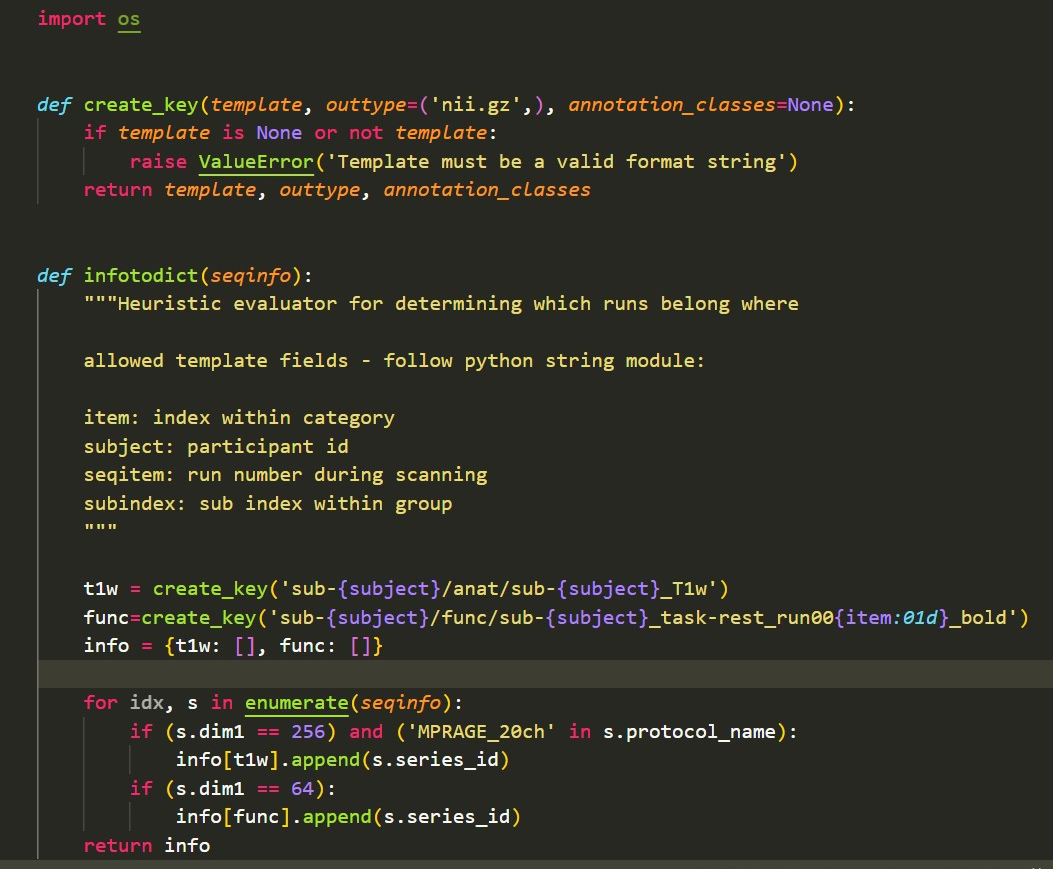 import os
def create_key(template, outtype=('nii.gz',), annotation_classes=None):
    if template is None or not template:
        raise ValueError('Template must be a valid format string')
    return template, outtype, annotation_classes
def infotodict(seqinfo):
    """Heuristic evaluator for determining which runs belong where
    allowed template fields - follow python string module:
    item: index within category
    subject: participant id
    seqitem: run number during scanning
    subindex: sub index within group
    """
    t1w = create_key('sub-{subject}/anat/sub-{subject}_T1w')
    func=create_key('sub-{subject}/func/sub-{subject}_task-rest_run00{item:01d}_bold')
    info = {t1w: [], func: []}
    for idx, s in enumerate(seqinfo):
        if (s.dim1 == 256) and ('MPRAGE_20ch' in s.protocol_name):
            info[t1w].append(s.series_id)
        if (s.dim1 == 64):
            info[func].append(s.series_id)
    return info